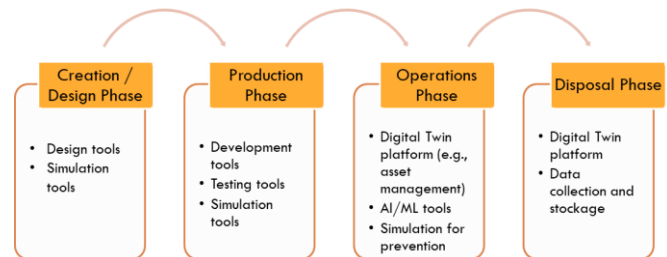 Creation /
Design Phase
• Design tools
• Simulation
tools
Production
Phase
• Development
tools
• Testing tools
• Simulation
tools
Operations
Phase
• Digital Twin
platform (e.g.,
asset
management)
• AI/ML tools
• Simulation for
prevention
Disposal Phase
• Digital Twin
platform
• Data
collection and
stockage